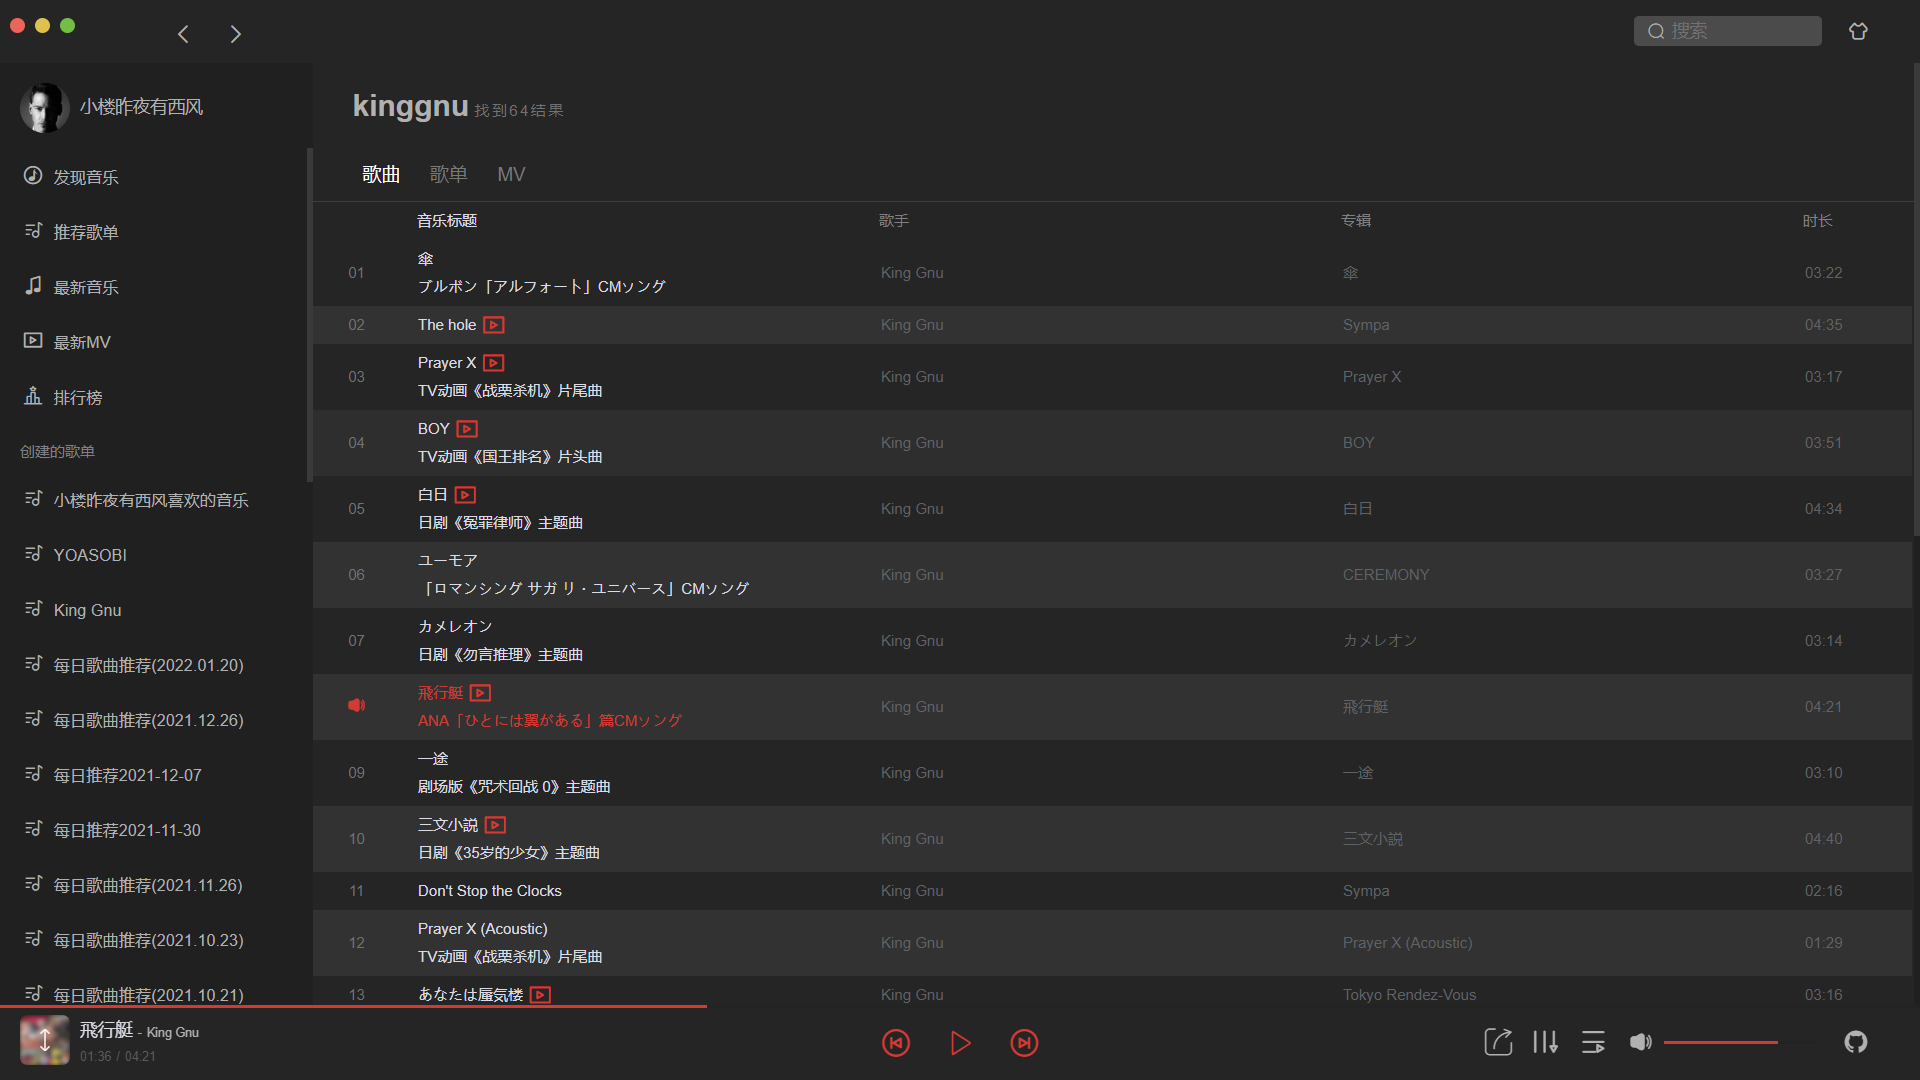 搜索
小楼昨夜有西风
发现音乐
推荐歌单
最新音乐
最新MV
排行榜
创建的歌单
小楼昨夜有西风喜欢的音乐
YOASOBI
King Gnu
每日歌曲推荐(2022.01.20)
每日歌曲推荐(2021.12.26)
每日推荐2021-12-07
每日推荐2021-11-30
每日歌曲推荐(2021.11.26)
每日歌曲推荐(2021.10.23)
每日歌曲推荐(2021.10.21)
kinggnu 找到64结果
歌曲 歌单 MV
音乐标题 歌手 专辑 时长
01 傘 King Gnu 傘 03:22
ブルボン「アルフォート」CMソング
02 The hole King Gnu Sympa 04:35
03 Prayer X King Gnu Prayer X 03:17
TV动画《战栗杀机》片尾曲
04 BOY King Gnu BOY 03:51
TV动画《国王排名》片头曲
05 白日 King Gnu 白日 04:34
日剧《冤罪律师》主题曲
06 ユーモア King Gnu CEREMONY 03:27
「ロマンシング サガ リ・ユニバース」CMソング
07 カメレオン King Gnu カメレオン 03:14
日剧《勿言推理》主题曲
飛行艇 King Gnu 飛行艇 04:21
ANA「ひとには翼がある」篇CMソング
09 一途 King Gnu 一途 03:10
剧场版《咒术回战 0》主题曲
10 三文小説 King Gnu 三文小説 04:40
日剧《35岁的少女》主题曲
11 Don't Stop the Clocks King Gnu Sympa 02:16
12 Prayer X (Acoustic) King Gnu Prayer X (Acoustic) 01:29
TV动画《战栗杀机》片尾曲
13 あなたは蜃気楼 King Gnu Tokyo Rendez-Vous 03:16
飛行艇 - King Gnu
01:36 / 04:21